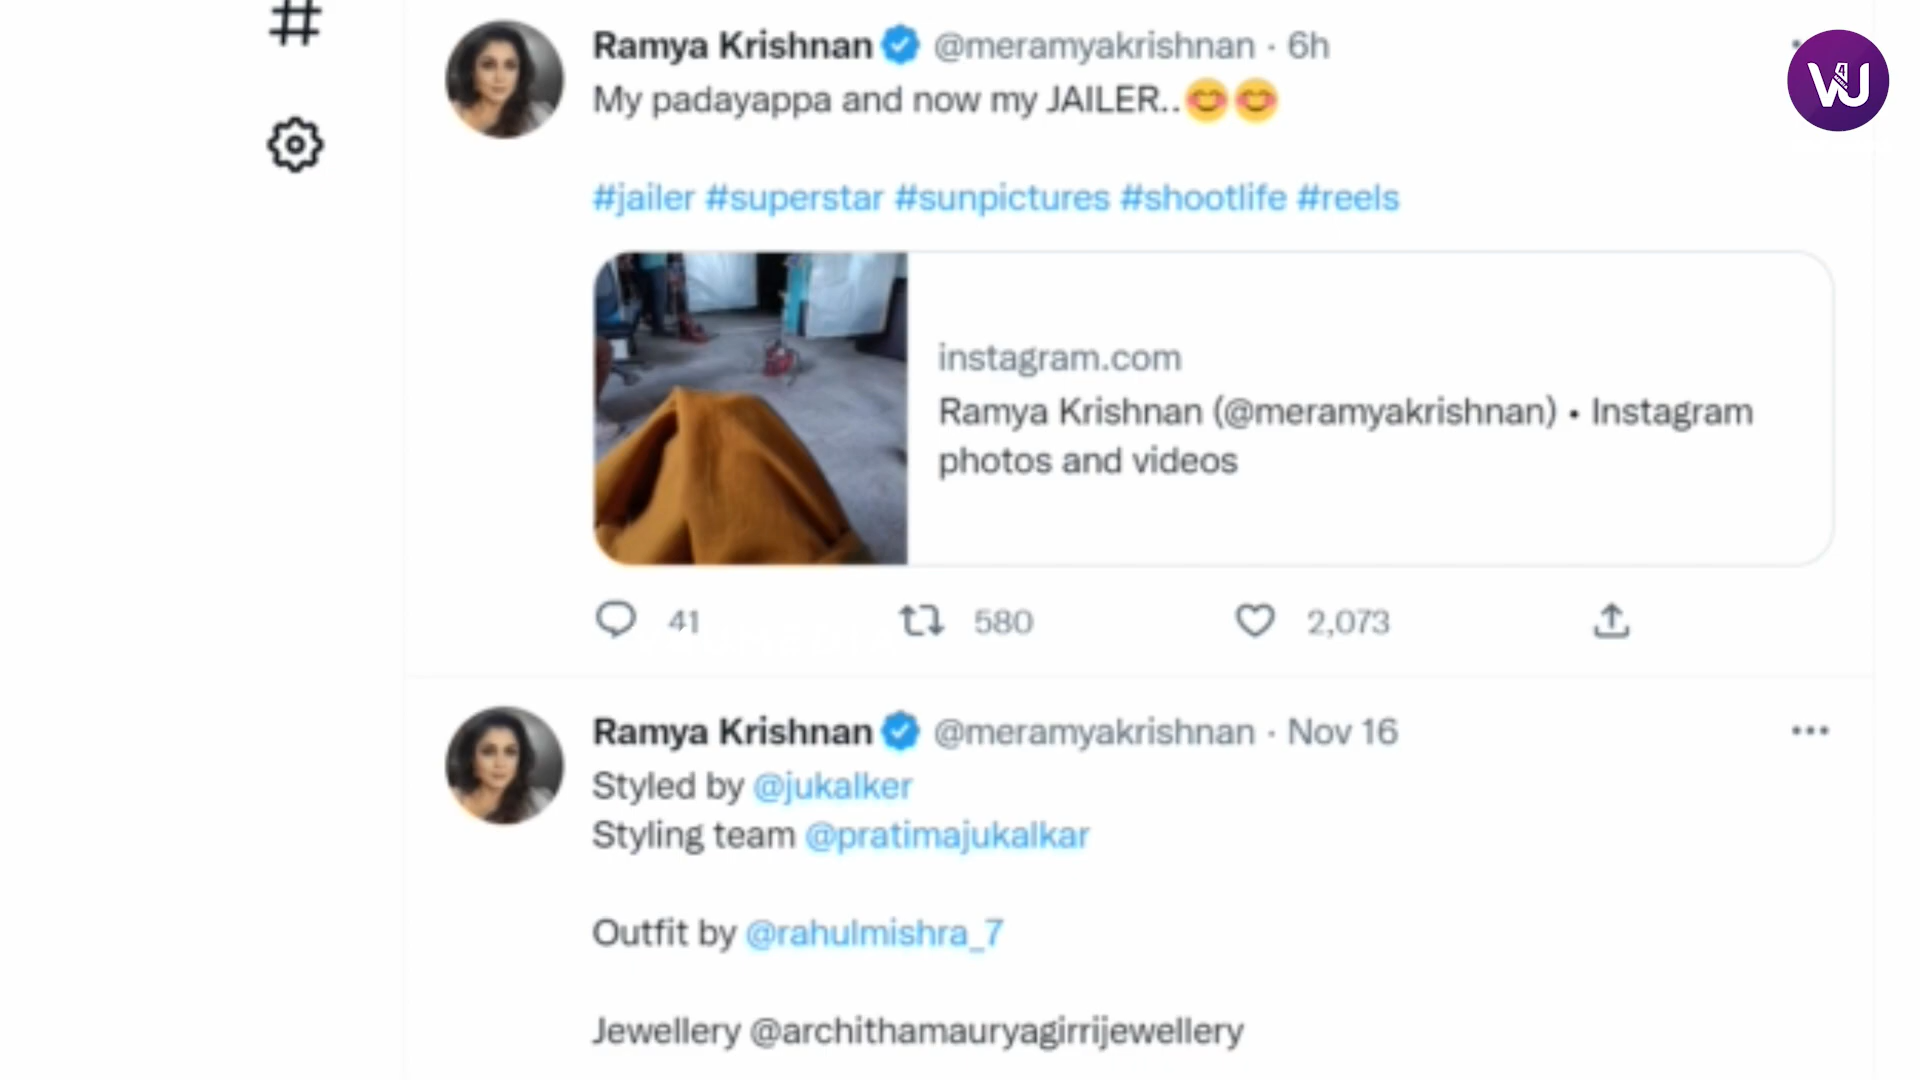 Ramya Krishnan @meramyakrishnan · 6h
My padayappa and now my JAILER..😊😊
#jailer #superstar #sunpictures #shootlife #reels
instagram.com
Ramya Krishnan (@meramyakrishnan) • Instagram
photos and videos
41 580 2,073
Ramya Krishnan @meramyakrishnan · Nov 16
Styled by @jukalker
Styling team @pratimajukalkar
Outfit by @rahulmishra_7
Jewellery @archithamauryagirrijewellery